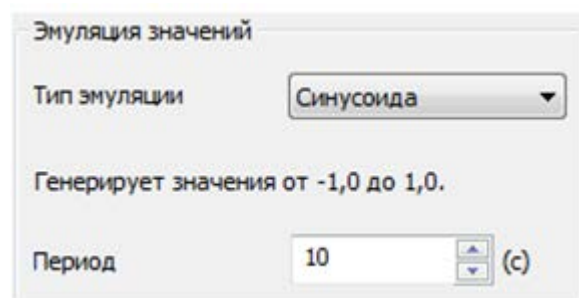 Эмуляция значений
Тип эмуляции Синусоида
Генерирует значения от -1,0 до 1,0.
Период 10 (с)